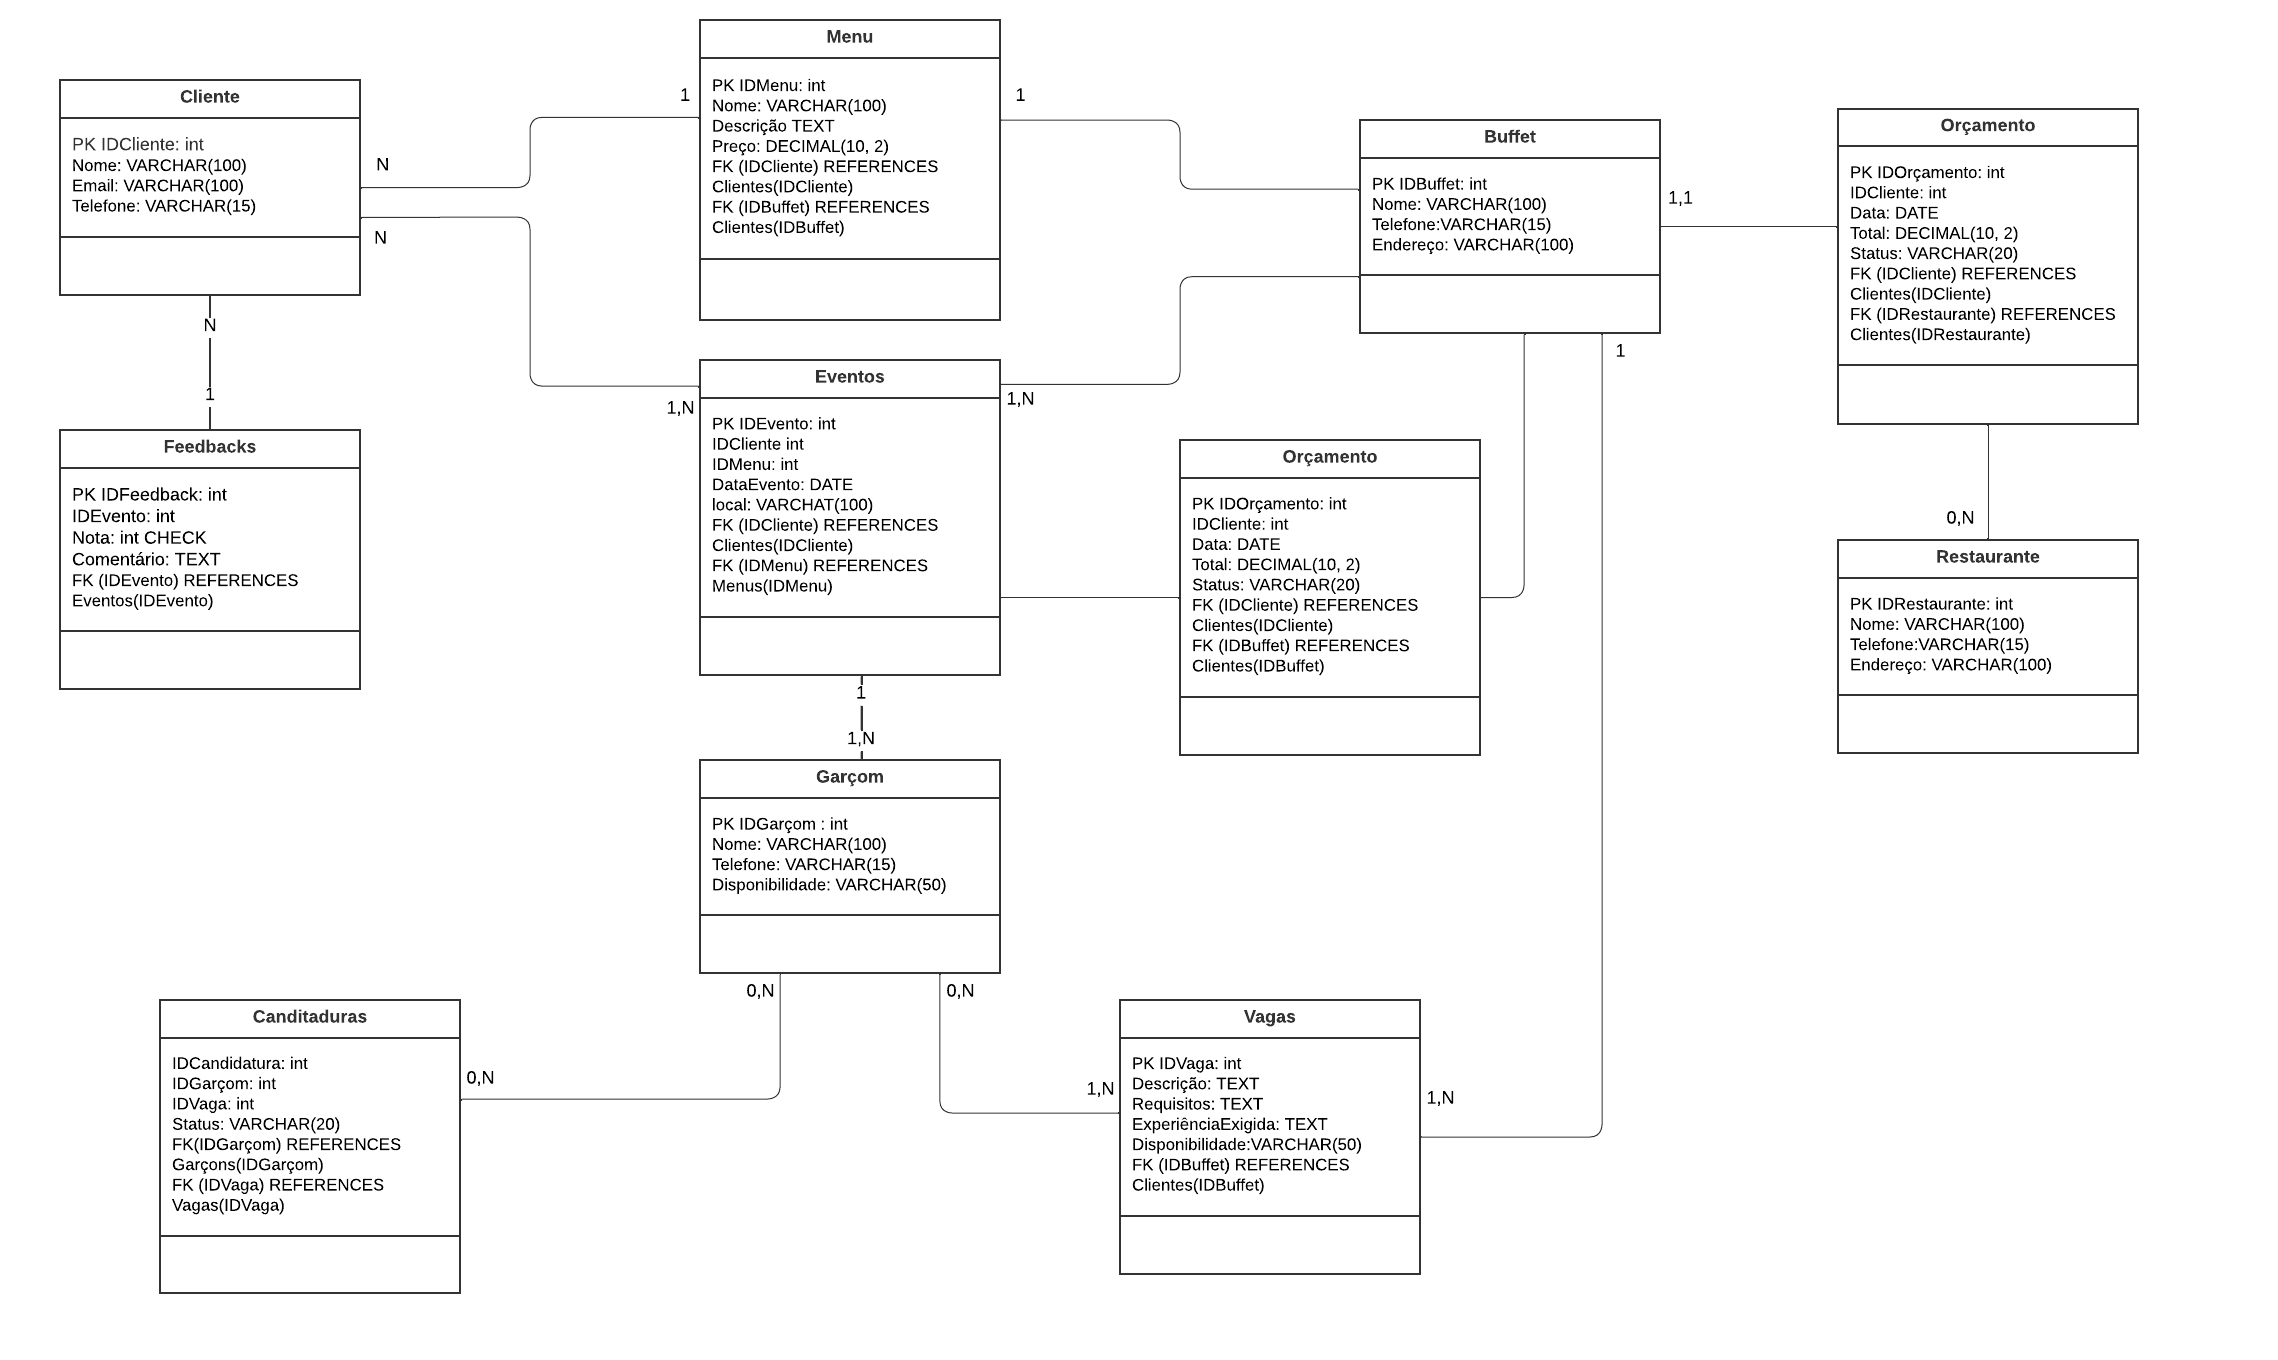 Menu
PK IDMenu: int
Nome: VARCHAR(100)
Descrição TEXT
Preço: DECIMAL(10, 2)
FK (IDCliente) REFERENCES
Clientes(IDCliente)
FK (IDBuffet) REFERENCES
Clientes(IDBuffet)
1
1
Cliente
PK IDCliente: int
Nome: VARCHAR(100)
Email: VARCHAR(100)
Telefone: VARCHAR(15)
N
N
N
1
Buffet
PK IDBuffet: int
Nome: VARCHAR(100)
Telefone:VARCHAR(15)
Endereço: VARCHAR(100)
1,1
1
Orçamento
PK IDOrçamento: int
IDCliente: int
Data: DATE
Total: DECIMAL(10, 2)
Status: VARCHAR(20)
FK (IDCliente) REFERENCES
Clientes(IDCliente)
FK (IDRestaurante) REFERENCES
Clientes(IDRestaurante)
0,N
Feedbacks
PK IDFeedback: int
IDEvento: int
Nota: int CHECK
Comentário: TEXT
FK (IDEvento) REFERENCES
Eventos(IDEvento)
1,N
Eventos
PK IDEvento: int
IDCliente int
IDMenu: int
DataEvento: DATE
local: VARCHAT(100)
FK (IDCliente) REFERENCES
Clientes(IDCliente)
FK (IDMenu) REFERENCES
Menus(IDMenu)
1,N
1
1,N
Orçamento
PK IDOrçamento: int
IDCliente: int
Data: DATE
Total: DECIMAL(10, 2)
Status: VARCHAR(20)
FK (IDCliente) REFERENCES
Clientes(IDCliente)
FK (IDBuffet) REFERENCES
Clientes(IDBuffet)
Restaurante
PK IDRestaurante: int
Nome: VARCHAR(100)
Telefone:VARCHAR(15)
Endereço: VARCHAR(100)
Garçom
PK IDGarçom : int
Nome: VARCHAR(100)
Telefone: VARCHAR(15)
Disponibilidade: VARCHAR(50)
0,N
0,N
Canditaduras
IDCandidatura: int
IDGarçom: int
IDVaga: int
Status: VARCHAR(20)
FK(IDGarçom) REFERENCES
Garçons(IDGarçom)
FK (IDVaga) REFERENCES
Vagas(IDVaga)
0,N
1,N
Vagas
PK IDVaga: int
Descrição: TEXT
Requisitos: TEXT
ExperiênciaExigida: TEXT
Disponibilidade:VARCHAR(50)
FK (IDBuffet) REFERENCES
Clientes(IDBuffet)
1,N